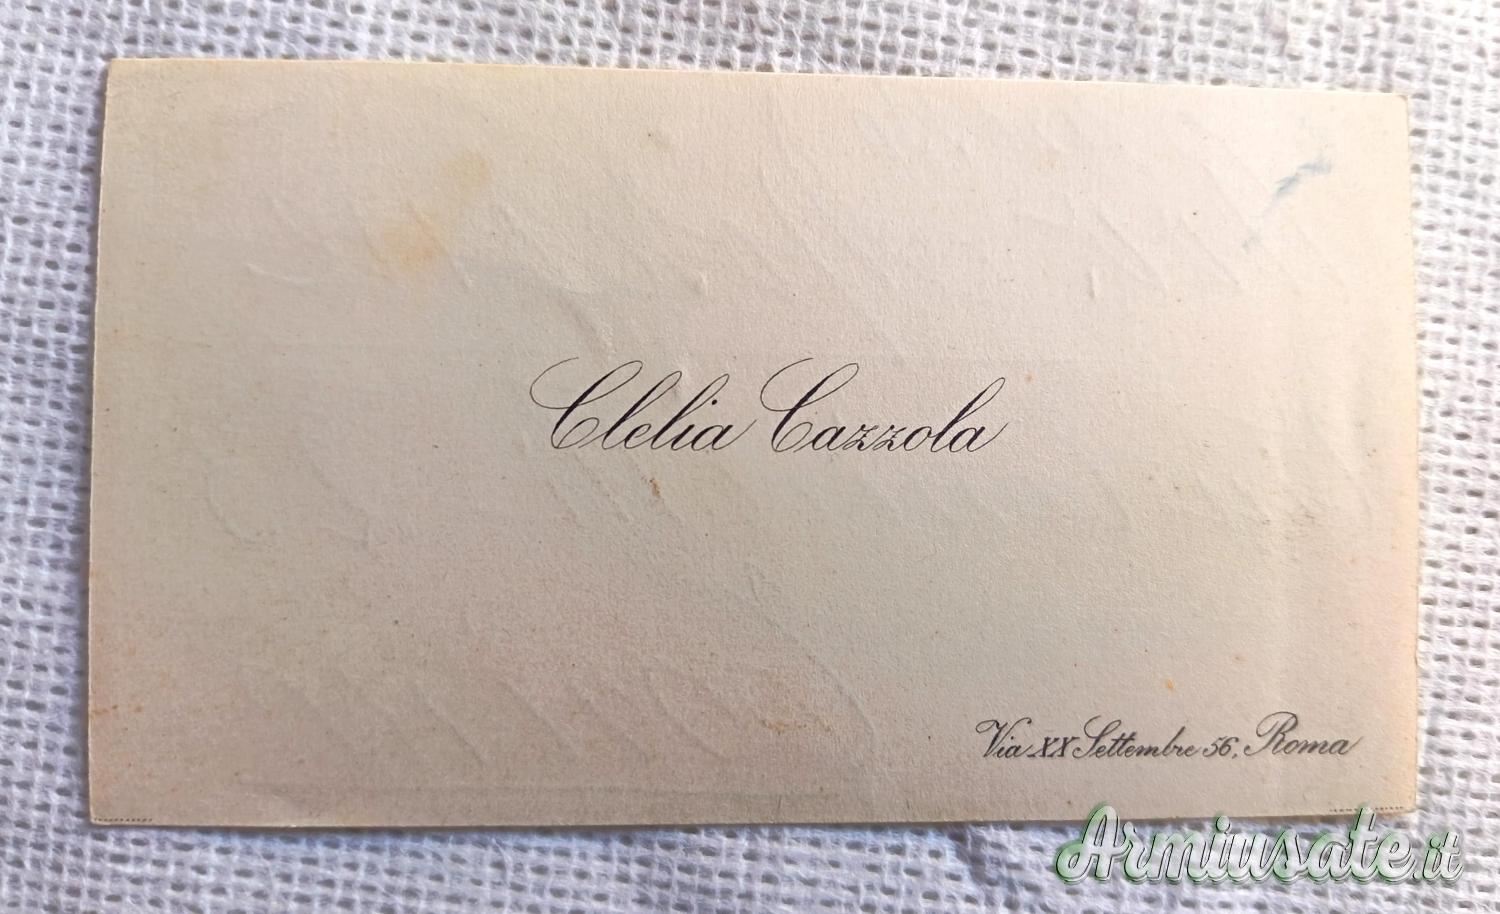 Clelia Cazzola
Via XX Settembre 56, Roma
Armiusate.it